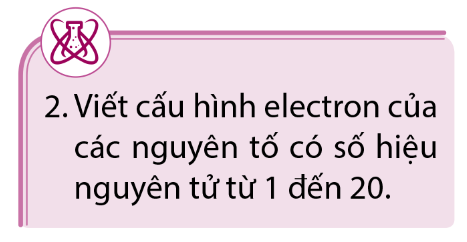 2. Viết cấu hình electron của
các nguyên tố có số hiệu
nguyên tử từ 1 đến 20.